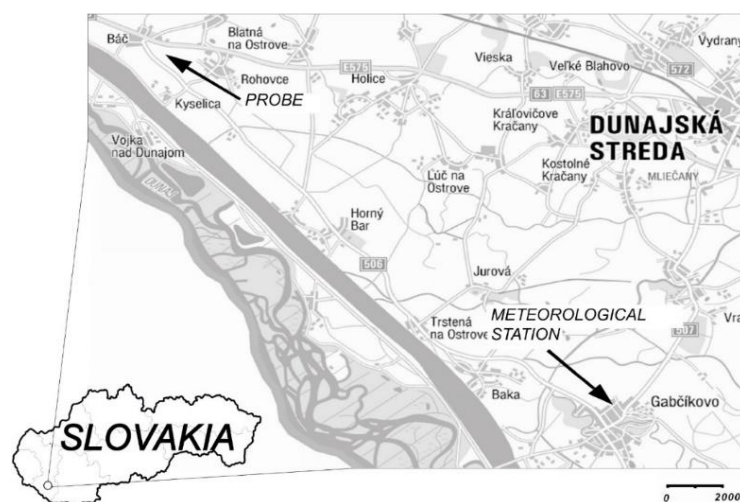 Báč
Blatná
na Ostrove
E575
Rohovce
PROBE
Kyselica
Holice
Vieska
Veľké Blahovo
572
Vydrany
63
E575
Kráľovičove
Kračany
DUNAJSKÁ
STREDA
Kostolné
Kračany
MLIEČANY
Lúč na
Ostrove
Vojka
nad Dunajom
DUNAJ
Horný
Bar
506
Jurová
METEOROLOGICAL
STATION
Trstená
na Ostrove
507
Vra
Baka
Gabčíkovo
SLOVAKIA
0 2000